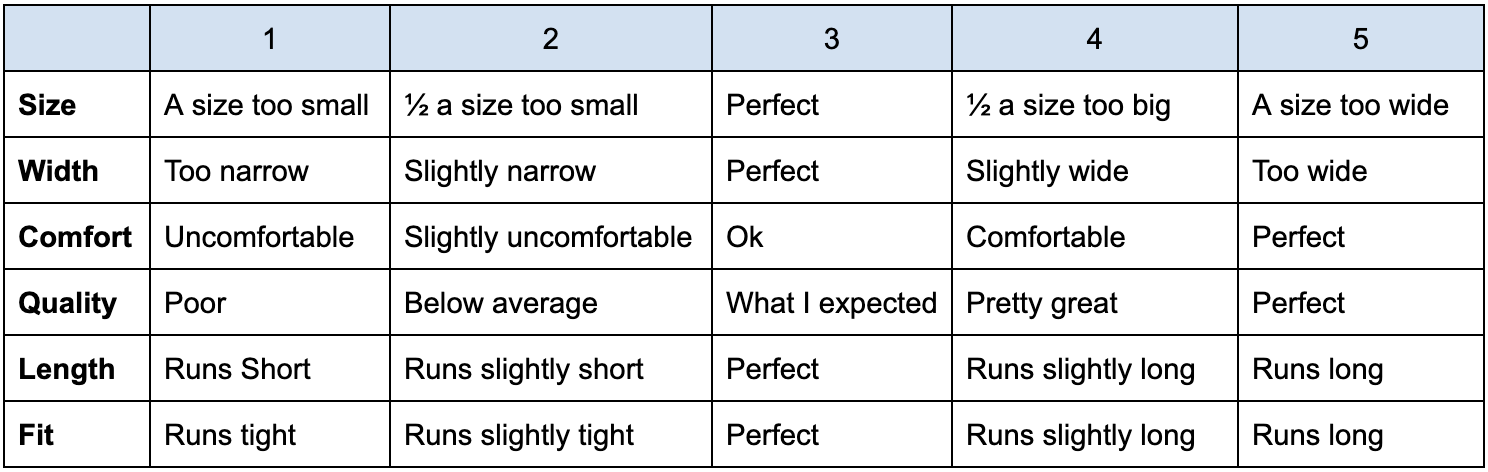 1 2 3 4 5
Size A size too small ½ a size too small Perfect ½ a size too big A size too wide
Width Too narrow Slightly narrow Perfect Slightly wide Too wide
Comfort Uncomfortable Slightly uncomfortable Ok Comfortable Perfect
Quality Poor Below average What I expected Pretty great Perfect
Length Runs Short Runs slightly short Perfect Runs slightly long Runs long
Fit Runs tight Runs slightly tight Perfect Runs slightly long Runs long